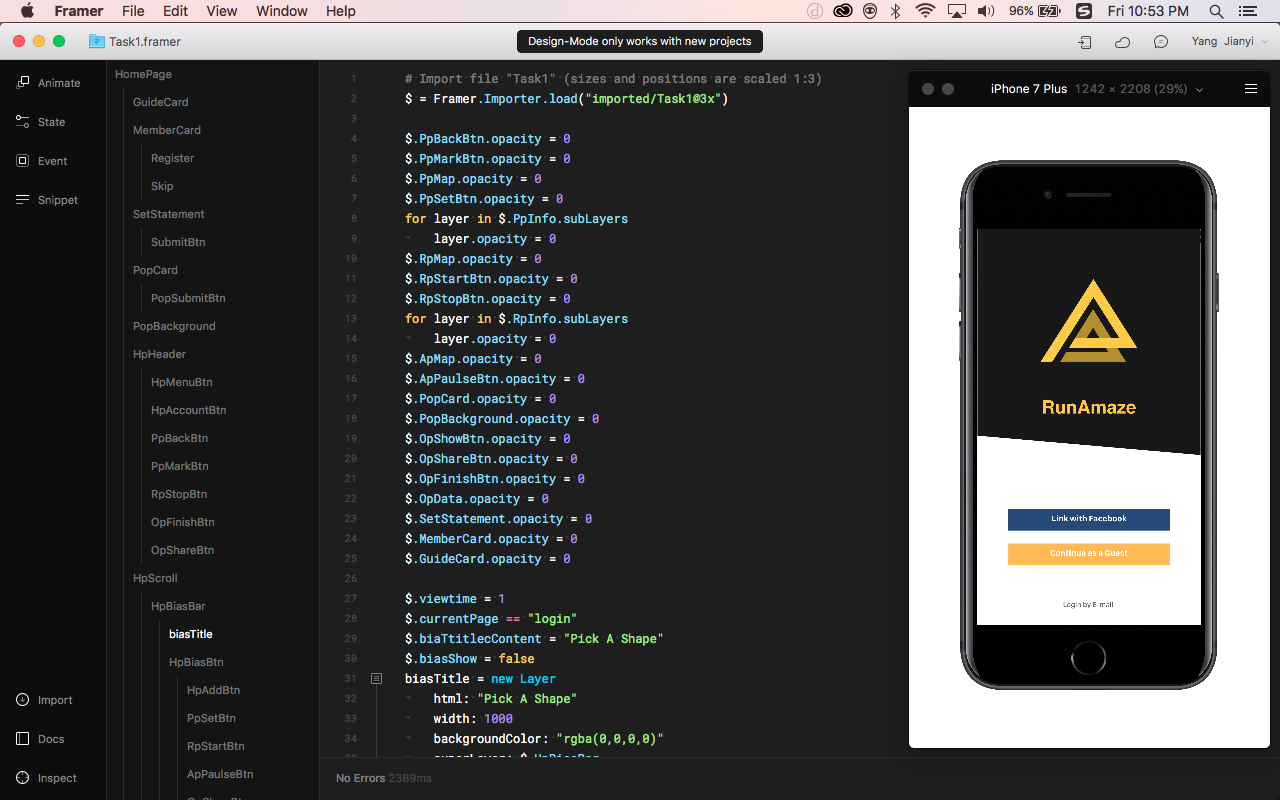 Framer File Edit View Window Help 96% Fri 10:53 PM
Task1.framer
Design-Mode only works with new projects
Yang Jianyi
Animate
State
Event
Snippet
Import
Docs
Inspect
HomePage
GuideCard
MemberCard
Register
Skip
SetStatement
SubmitBtn
PopCard
PopSubmitBtn
PopBackground
HpHeader
HpMenuBtn
HpAccountBtn
PpBackBtn
PpMarkBtn
RpStopBtn
OpFinishBtn
OpShareBtn
HpScroll
HpBiasBar
biasTitle
HpBiasBtn
HpAddBtn
PpSetBtn
RpStartBtn
ApPaulseBtn
1 # Import file "Task1" (sizes and positions are scaled 1:3)
2 $ = Framer.Importer.load("imported/Task1@3x")
3
4 $.PpBackBtn.opacity = 0
5 $.PpMarkBtn.opacity = 0
6 $.PpMap.opacity = 0
7 $.PpSetBtn.opacity = 0
8 for layer in $.PpInfo.subLayers
9 layer.opacity = 0
10 $.RpMap.opacity = 0
11 $.RpStartBtn.opacity = 0
12 $.RpStopBtn.opacity = 0
13 for layer in $.RpInfo.subLayers
14 layer.opacity = 0
15 $.ApMap.opacity = 0
16 $.ApPaulseBtn.opacity = 0
17 $.PopCard.opacity = 0
18 $.PopBackground.opacity = 0
19 $.OpShowBtn.opacity = 0
20 $.OpShareBtn.opacity = 0
21 $.OpFinishBtn.opacity = 0
22 $.OpData.opacity = 0
23 $.SetStatement.opacity = 0
24 $.MemberCard.opacity = 0
25 $.GuideCard.opacity = 0
26
27 $.viewtime = 1
28 $.currentPage == "login"
29 $.biaTtitlecContent = "Pick A Shape"
30 $.biasShow = false
31 biasTitle = new Layer
32 html: "Pick A Shape"
33 width: 1000
34 backgroundColor: "rgba(0,0,0,0)"
No Errors 2389ms
iPhone 7 Plus 1242 × 2208 (29%)
RunAmaze
Link with Facebook
Continue as a Guest
Login by E-mail